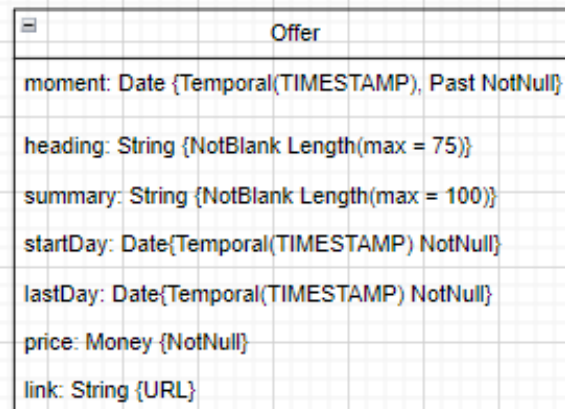 Offer
moment: Date {Temporal(TIMESTAMP), Past NotNull}
heading: String {NotBlank Length(max = 75)}
summary: String {NotBlank Length(max = 100)}
startDay: Date{Temporal(TIMESTAMP) NotNull}
lastDay: Date{Temporal(TIMESTAMP) NotNull}
price: Money {NotNull}
link: String {URL}